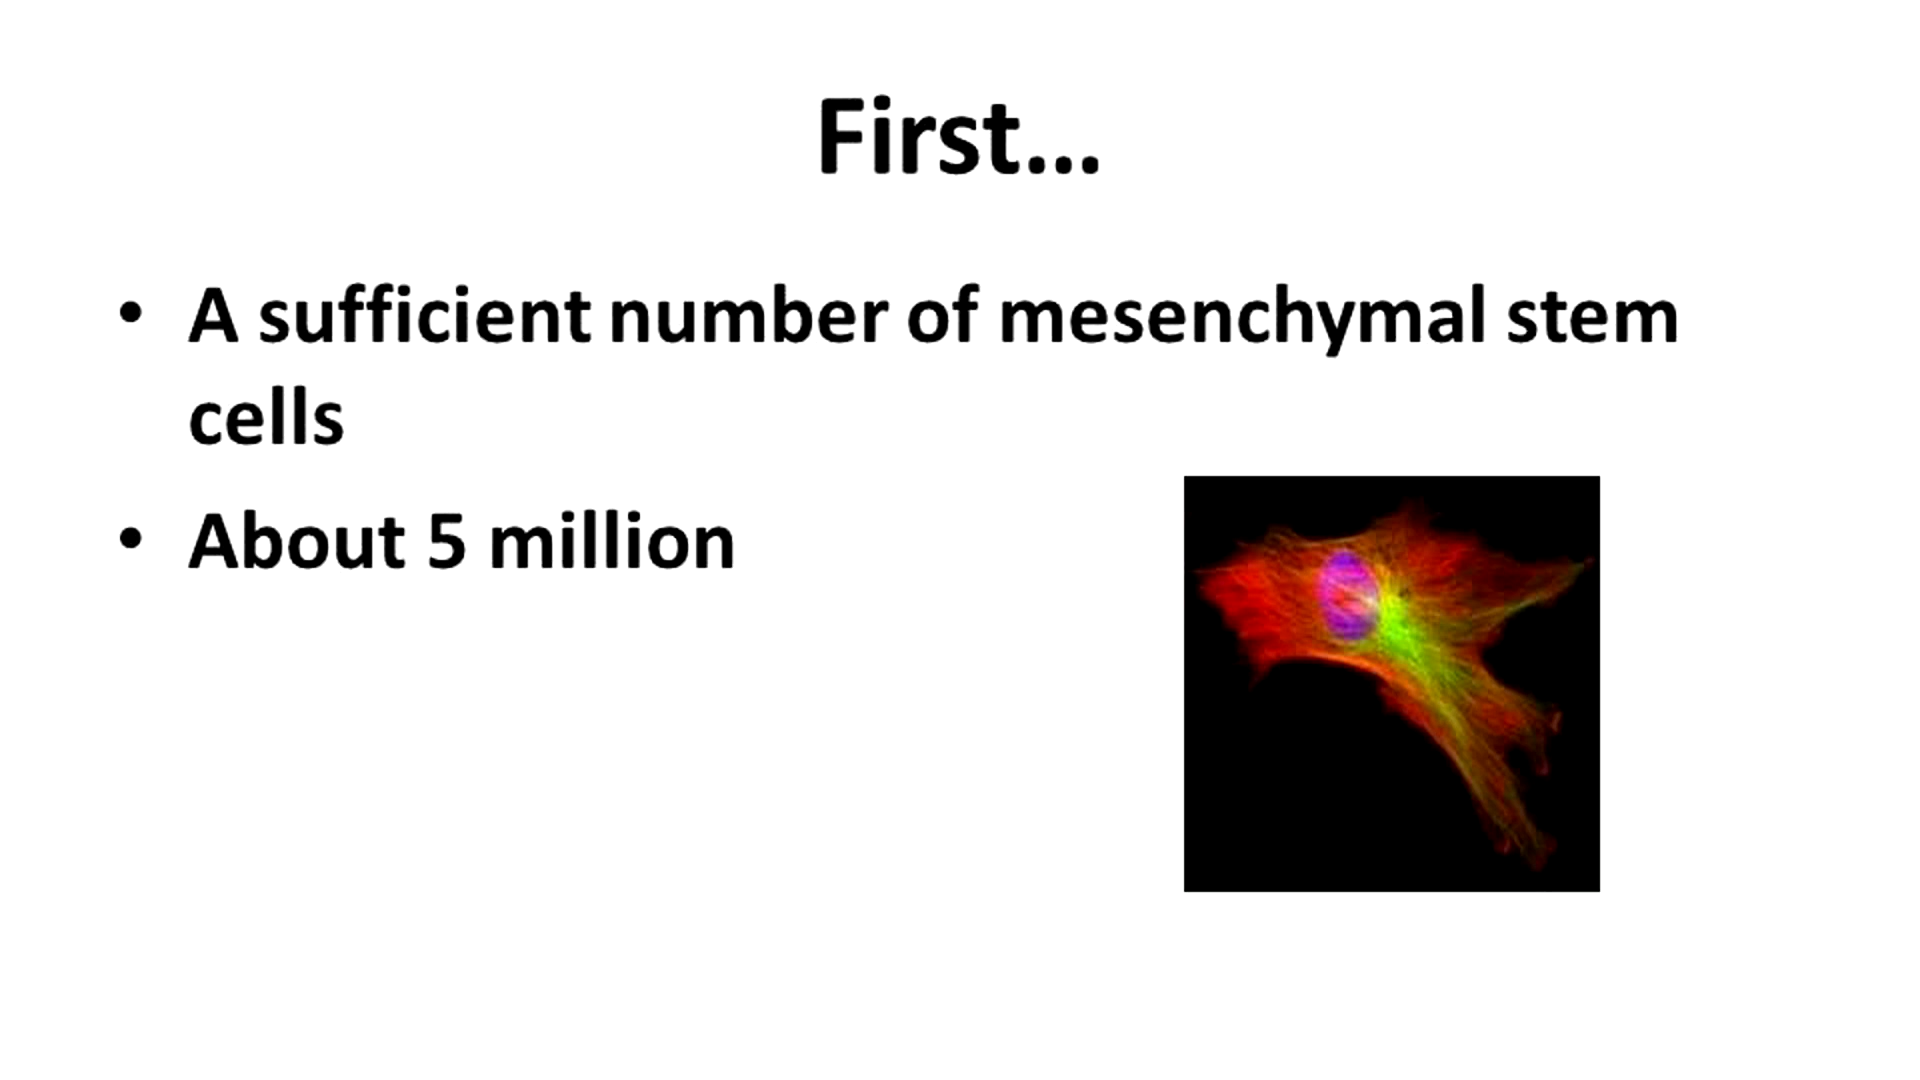 First...
• A sufficient number of mesenchymal stem
cells
• About 5 million